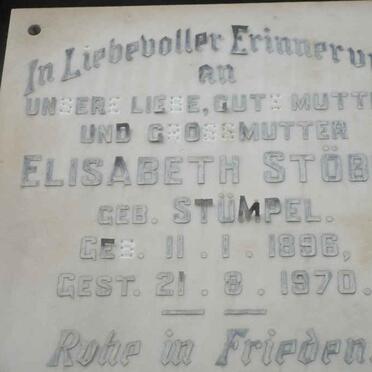 In Liebevoller Erinnerun
an
UNSERE LIEBE, GUTE MUTTE
UND GROSSMUTTER
ELISABETH STÖB
GEB. STÜMPEL.
GEB. 11. 1. 1896,
GEST. 21. 8. 1970.
Ruhe in Frieden.